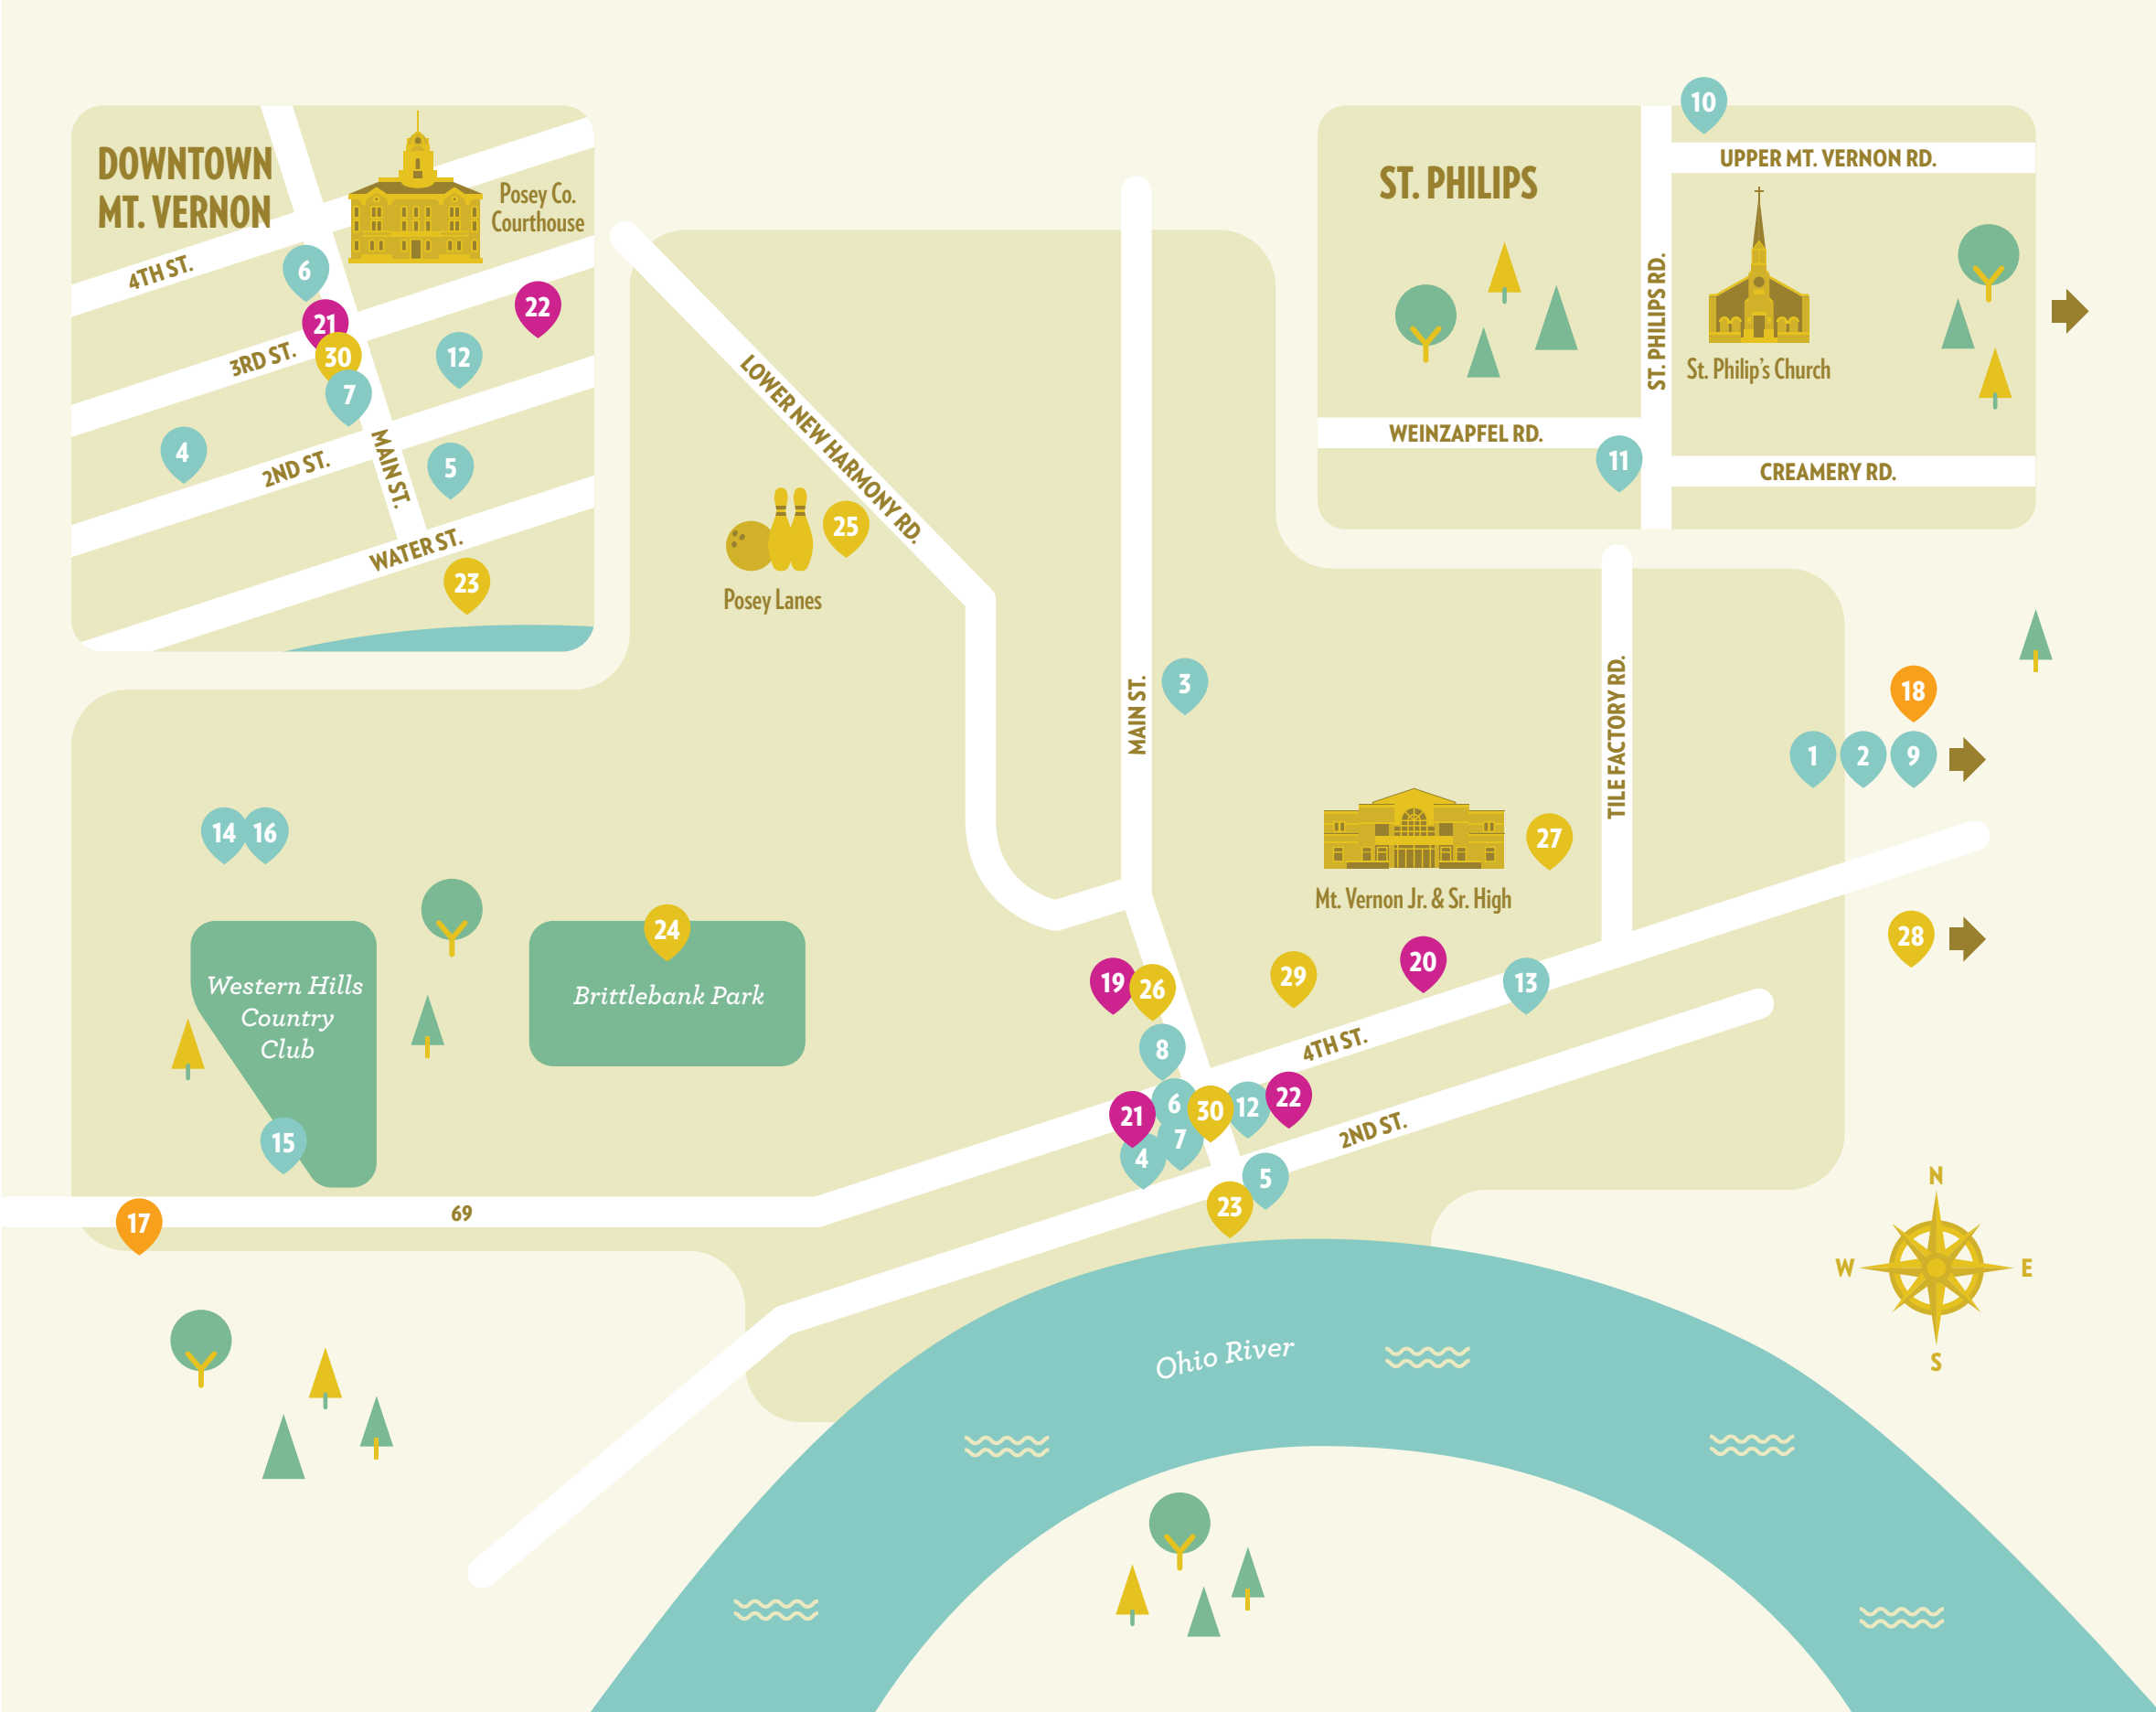 DOWNTOWN
MT. VERNON
Posey Co.
Courthouse
4TH ST.
6
21
22
3RD ST.
30
12
7
4
2ND ST.
MAIN ST.
5
WATER ST.
23
10
UPPER MT. VERNON RD.
ST. PHILIPS
ST. PHILIPS RD.
St. Philip's Church
WEINZAPFEL RD.
11
CREAMERY RD.
LOWER NEW HARMONY RD.
25
Posey Lanes
MAIN ST.
3
TILE FACTORY RD.
18
1 2 9
14 16
27
Mt. Vernon Jr. & Sr. High
24
28
Western Hills
Country
Club
Brittlebank Park
19 26
29
20
13
8
4TH ST.
21
6
30
12
22
7
4
2ND ST.
15
5
23
17
69
N
W
E
S
Ohio River